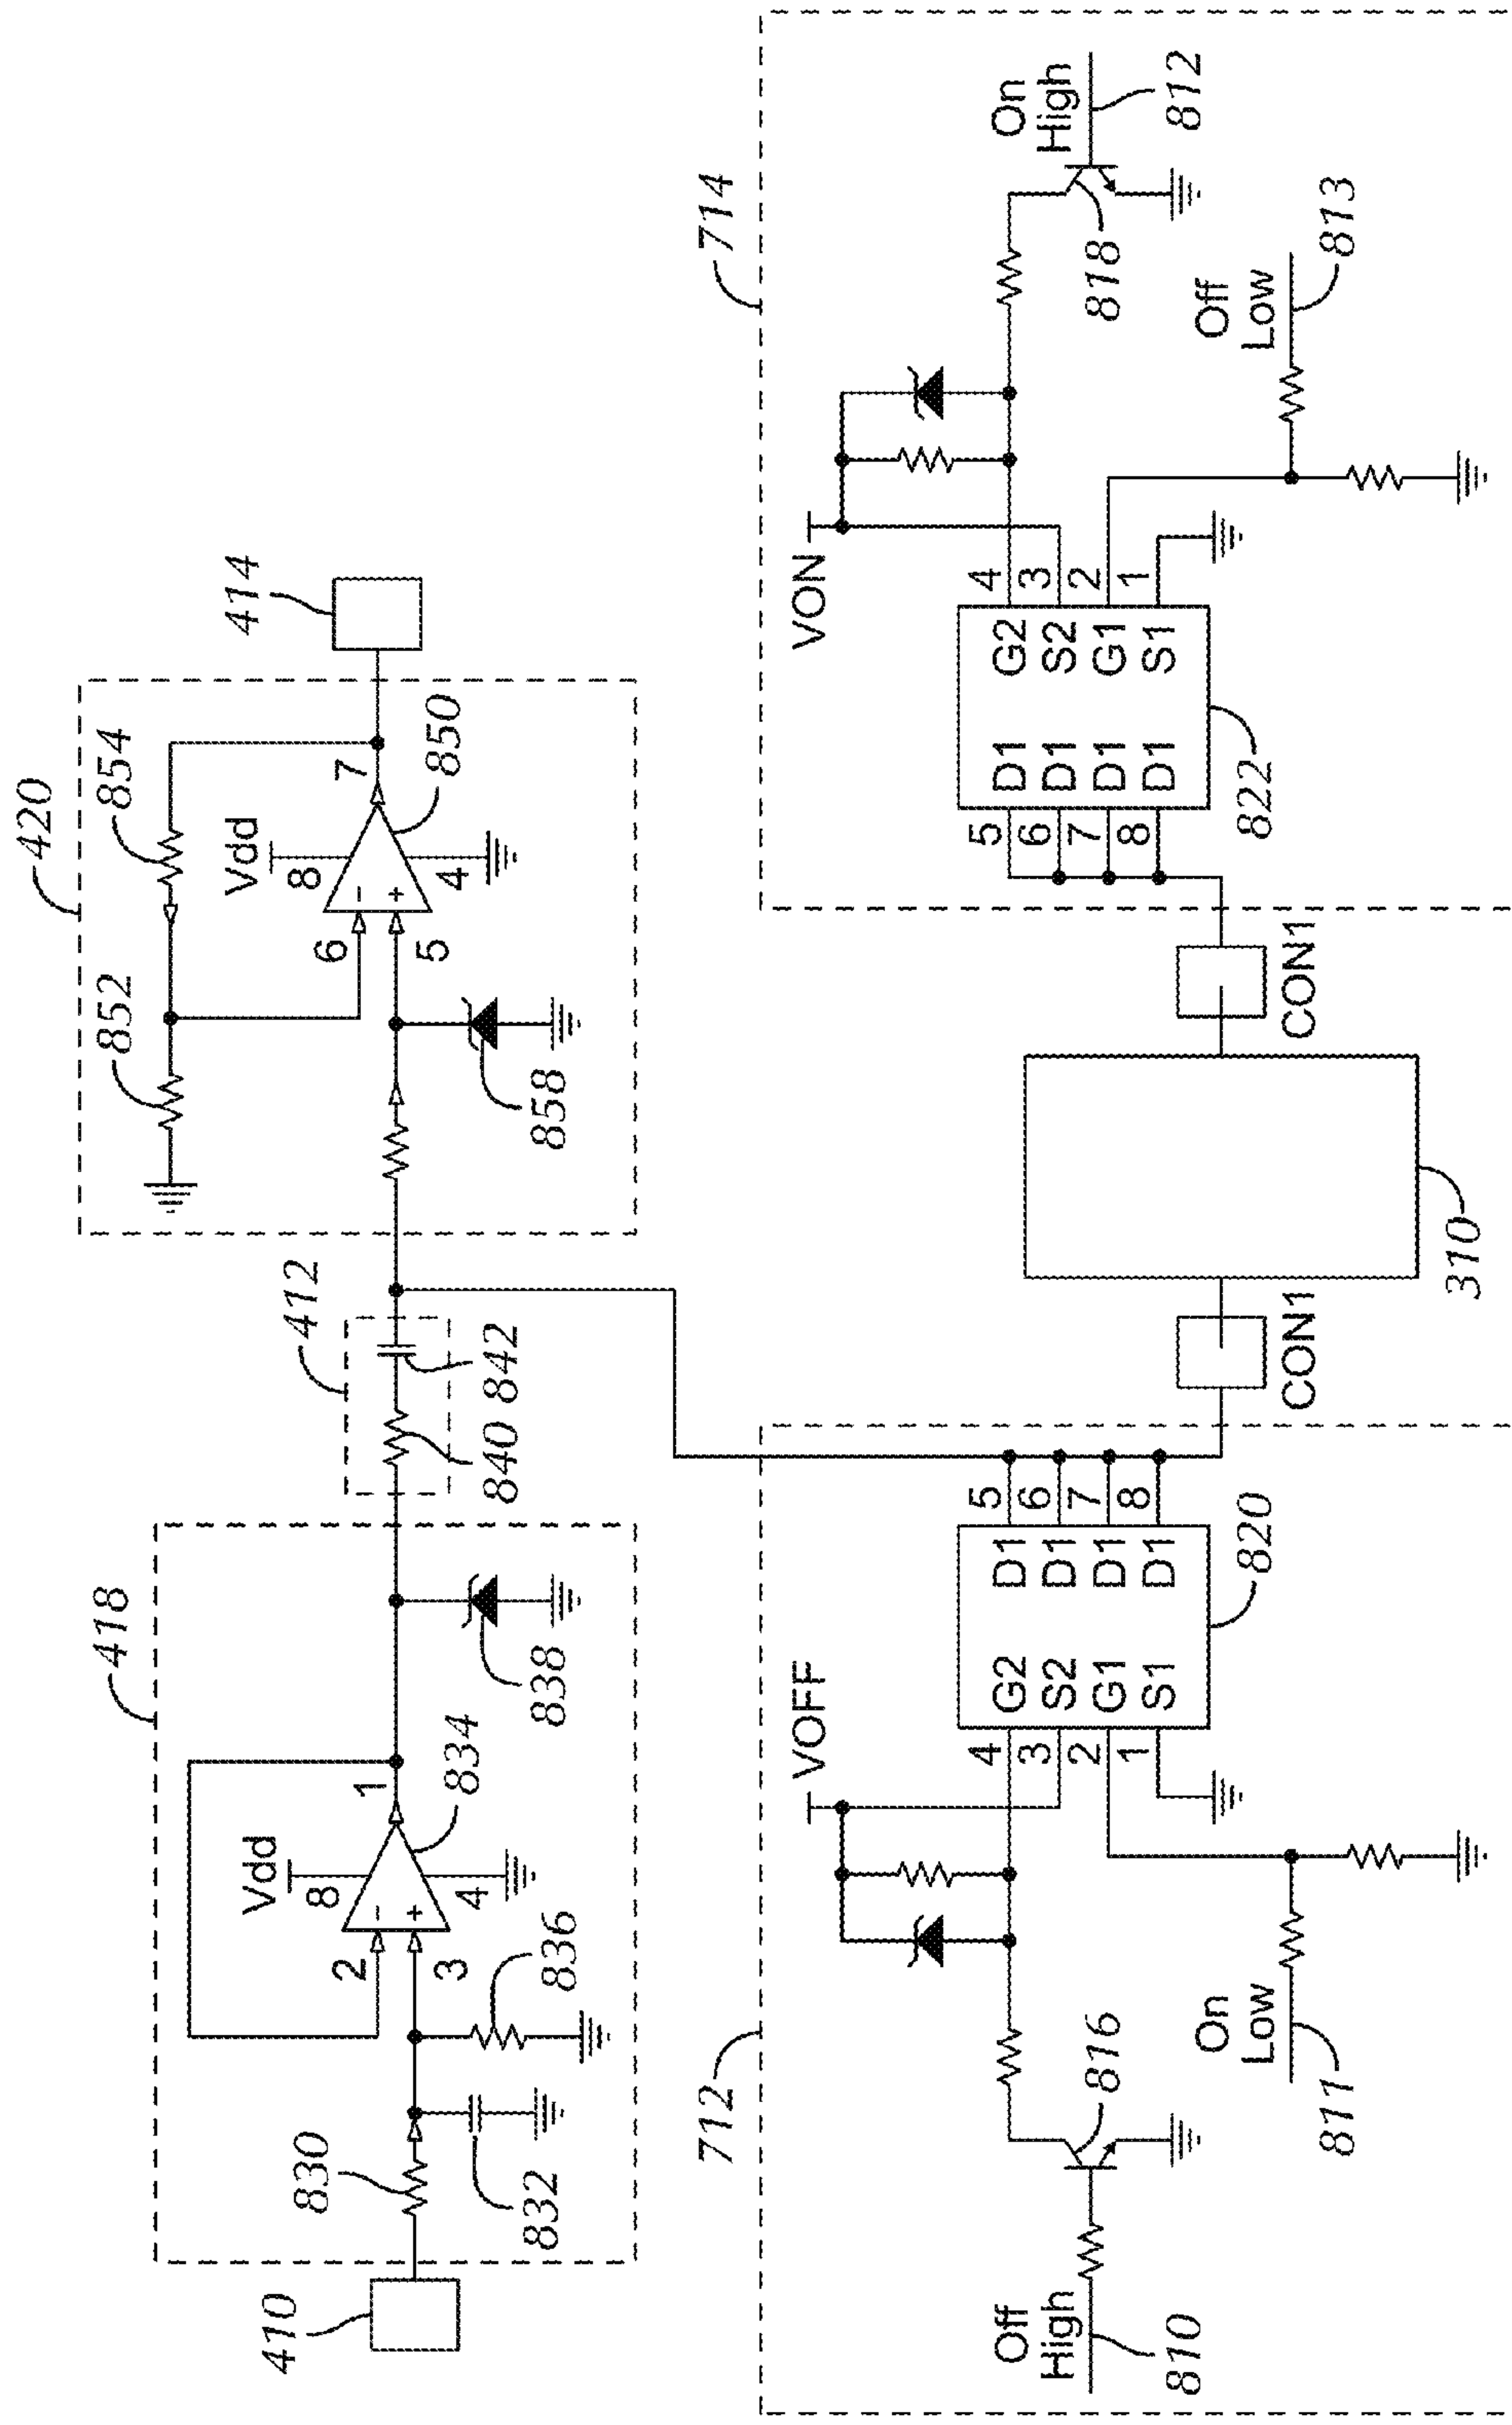 410
418
830
832
836
2
3
Vdd
8
4
1
834
838
412
840
842
420
852
854
858
6
5
Vdd
8
4
7
850
414
712
Off
High
810
816
On
Low
811
VOFF
4
3
2
1
G2
S2
G1
S1
D1
D1
D1
D1
5
6
7
8
820
CON1
310
CON1
714
5
6
7
8
D1
D1
D1
D1
G2
S2
G1
S1
4
3
2
1
822
VON
818
On
High
812
Off
Low
813